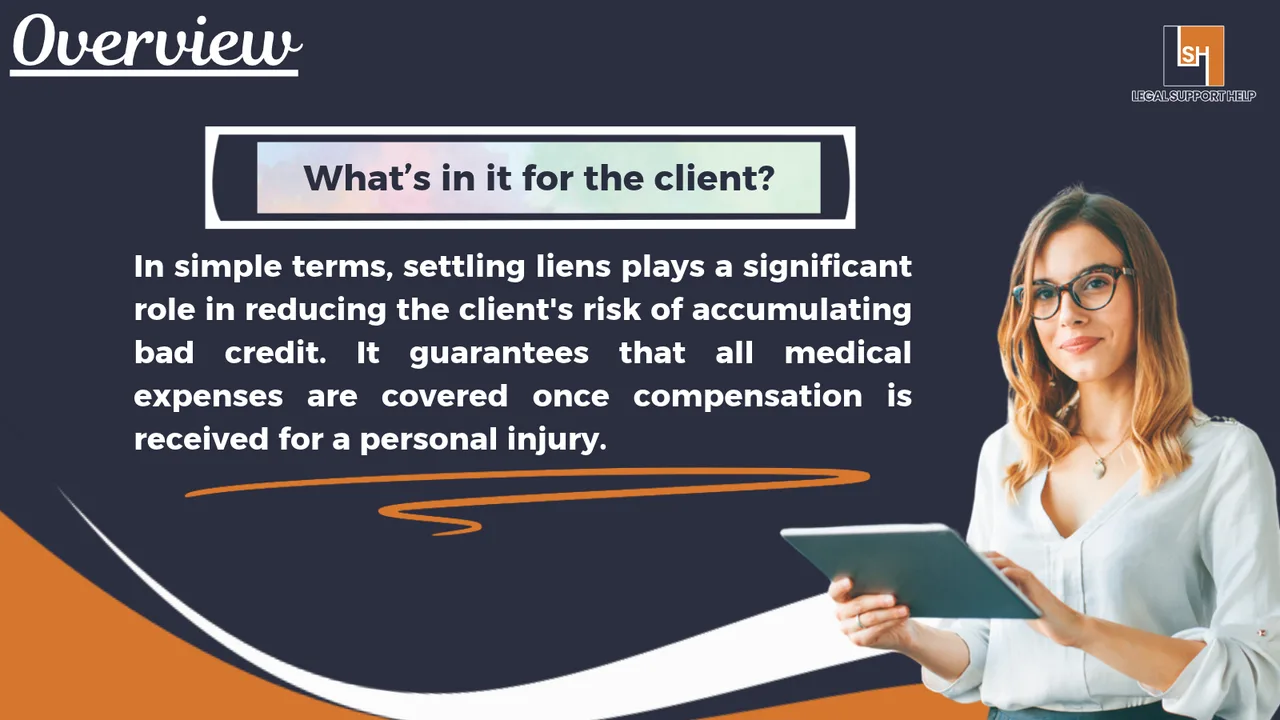 Overview
SH
LEGAL SUPPORT HELP
What’s in it for the client?
In simple terms, settling liens plays a significant
role in reducing the client's risk of accumulating
bad credit. It guarantees that all medical
expenses are covered once compensation is
received for a personal injury.